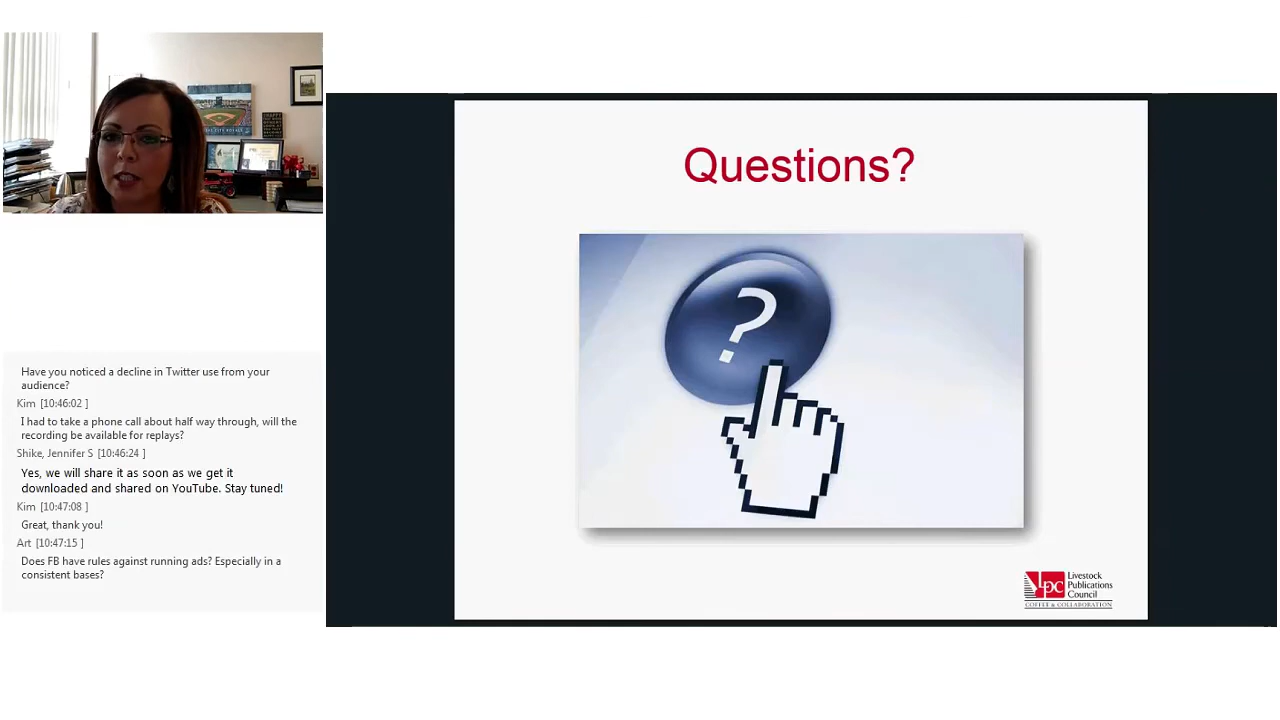 Have you noticed a decline in Twitter use from your
audience?
Kim [10:46:02 ]
I had to take a phone call about half way through, will the
recording be available for replays?
Shike, Jennifer S [10:46:24 ]
Yes, we will share it as soon as we get it
downloaded and shared on YouTube. Stay tuned!
Kim [10:47:08 ]
Great, thank you!
Art [10:47:15 ]
Does FB have rules against running ads? Especially in a
consistent bases?
Questions?
?
LPC
Livestock
Publications
Council
COFFEE & COLLABORATION